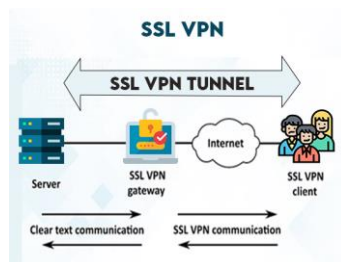 SSL VPN
SSL VPN TUNNEL
Internet
Server
SSL VPN
gateway
SSL VPN
client
Clear text communication
SSL VPN communication